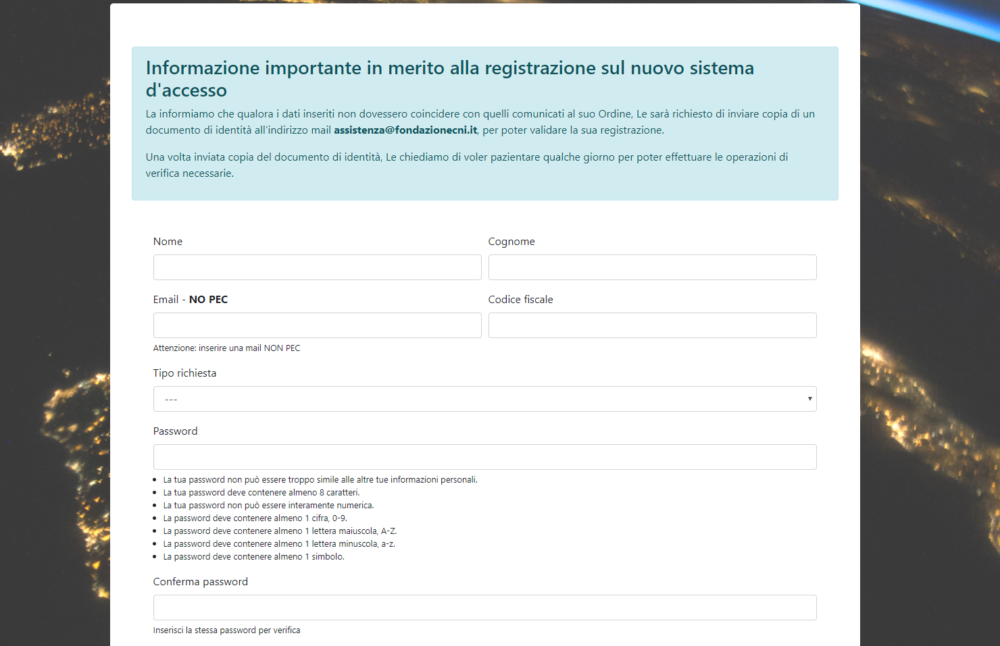 Informazione importante in merito alla registrazione sul nuovo sistema
d'accesso
La informiamo che qualora i dati inseriti non dovessero coincidere con quelli comunicati al suo Ordine, Le sarà richiesto di inviare copia di un
documento di identità all'indirizzo mail assistenza@fondazionecni.it, per poter validare la sua registrazione.
Una volta inviata copia del documento di identità, Le chiediamo di voler pazientare qualche giorno per poter effettuare le operazioni di
verifica necessarie.
Nome
Cognome
Email - NO PEC
Codice fiscale
Attenzione: inserire una mail NON PEC
Tipo richiesta
---
Password
La tua password non può essere troppo simile alle altre tue informazioni personali.
La tua password deve contenere almeno 8 caratteri.
La tua password non può essere interamente numerica.
La password deve contenere almeno 1 cifra, 0-9.
La password deve contenere almeno 1 lettera maiuscola, A-Z.
La password deve contenere almeno 1 lettera minuscola, a-z.
La password deve contenere almeno 1 simbolo.
Conferma password
Inserisci la stessa password per verifica